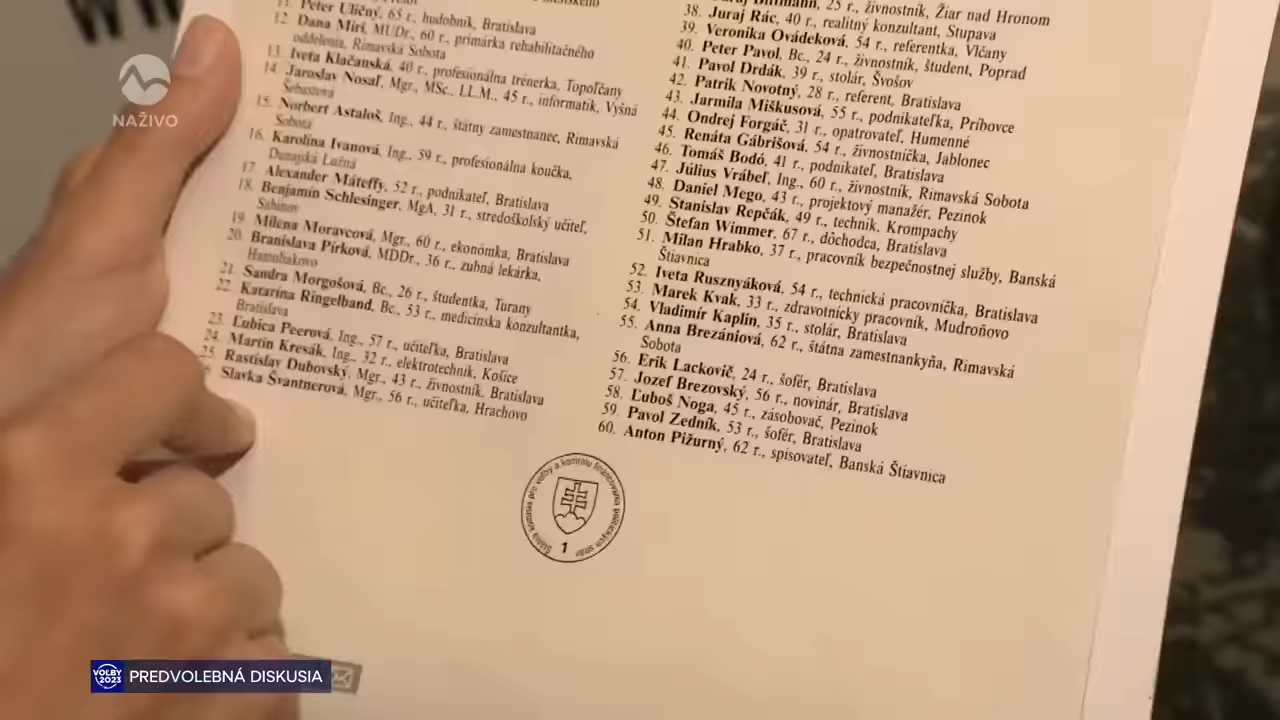 NAŽIVO
11. Peter Uličný, 65 r., hudobník, Bratislava
12. Dana Miri, MUDr., 60 r., primárka rehabilitačného
oddelenia, Rimavská Sobota
13. Iveta Klačanská, 40 r., profesionálna trénerka, Topoľčany
14. Jaroslav Nosaľ, Mgr., MSc., LL.M., 45 r., informatik, Vyšná
Šebastová
15. Norbert Astaloš, Ing., 44 r., štátny zamestnanec, Rimavská
Sobota
16. Karolina Ivanová, Ing., 59 r., profesionálna koučka,
Dunajská Lužná
17. Alexander Máteffy, 52 r., podnikateľ, Bratislava
18. Benjamín Schlesinger, MgA, 31 r., stredoškolský učiteľ,
Sabinov
19. Milena Moravcová, Mgr., 60 r., ekonómka, Bratislava
20. Branislava Pírková, MDDr., 36 r., zubná lekárka,
Hamuliakovo
21. Sandra Morgošová, Bc., 26 r., študentka, Turany
22. Katarína Ringelband, Bc., 53 r., medicínska konzultantka,
Bratislava
23. Ľubica Peerová, Ing., 57 r., učiteľka, Bratislava
24. Martin Kresák, Ing., 32 r., elektrotechnik, Košice
25. Rastislav Dubovský, Mgr., 43 r., živnostník, Bratislava
Slavka Švantnerová, Mgr., 56 r., učiteľka, Hrachovo
25 r., živnostník, Žiar nad Hronom
38. Juraj Rác, 40 r., realitný konzultant, Stupava
39. Veronika Ovádeková, 54 r., referentka, Vlčany
40. Peter Pavol, Bc., 24 r., živnostník, študent, Poprad
41. Pavol Drdák, 39 r., stolár, Švošov
42. Patrik Novotný, 28 r., referent, Bratislava
43. Jarmila Miškusová, 55 r., podnikateľka, Príbovce
44. Ondrej Forgáč, 31 r., opatrovateľ, Humenné
45. Renáta Gábrišová, 54 r., živnostníčka, Jablonec
46. Tomáš Bodó, 41 r., podnikateľ, Bratislava
47. Július Vrábeľ, Ing., 60 r., živnostník, Rimavská Sobota
48. Daniel Mego, 43 r., projektový manažér, Pezinok
49. Stanislav Repčák, 49 r., technik, Krompachy
50. Štefan Wimmer, 67 r., dôchodca, Bratislava
51. Milan Hrabko, 37 r., pracovník bezpečnostnej služby, Banská
Štiavnica
52. Iveta Rusznyáková, 54 r., technická pracovníčka, Bratislava
53. Marek Kvak, 33 r., zdravotnícky pracovník, Mudroňovo
54. Vladimír Kaplin, 35 r., stolár, Bratislava
55. Anna Brezániová, 62 r., štátna zamestnankyňa, Rimavská
Sobota
56. Erik Lackovič, 24 r., šofér, Bratislava
57. Jozef Brezovský, 56 r., novinár, Bratislava
58. Ľuboš Noga, 45 r., zásobovač, Pezinok
59. Pavol Zedník, 53 r., šofér, Bratislava
60. Anton Pižurný, 62 r., spisovateľ, Banská Štiavnica
Štátna komisia pre voľby a kontrolu financovania politických strán
1
VOĽBY
2023
PREDVOLEBNÁ DISKUSIA